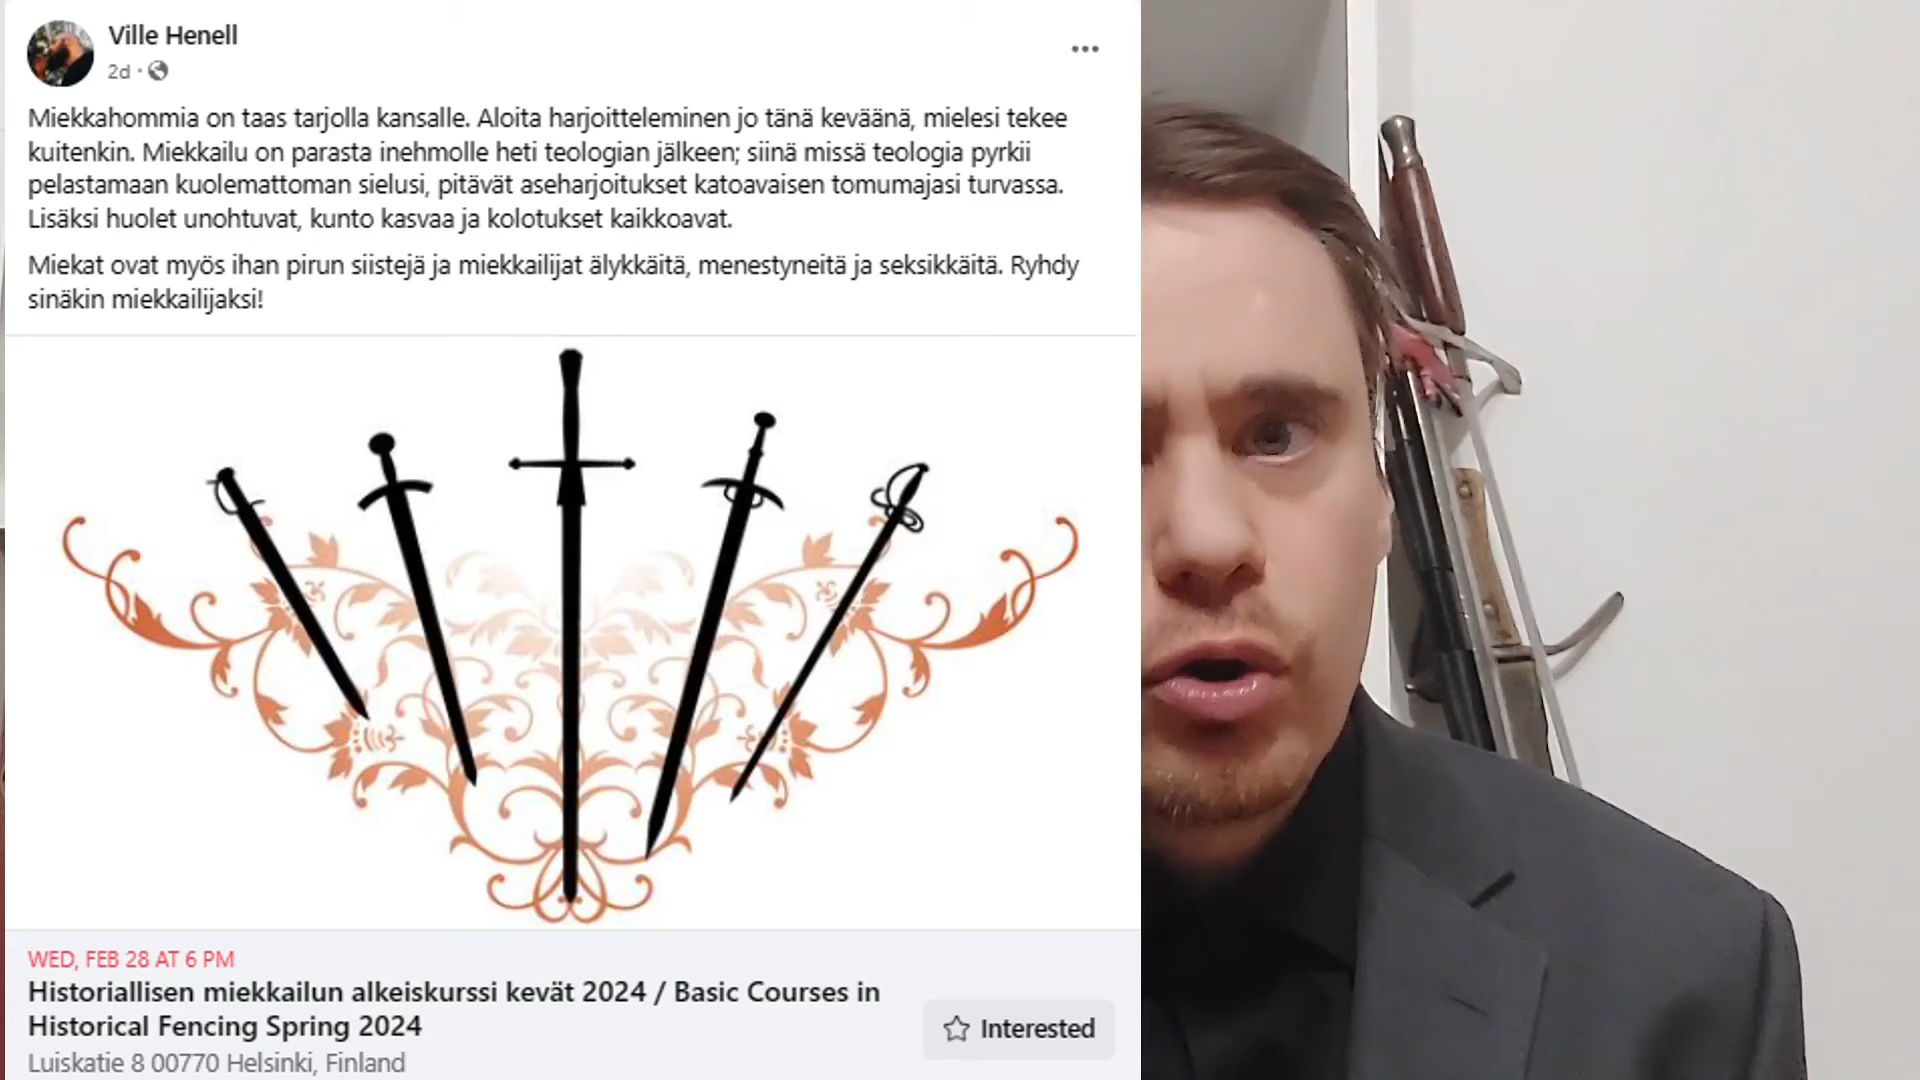 Ville Henell
2d ·
Miekkahommia on taas tarjolla kansalle. Aloita harjoitteleminen jo tänä keväänä, mielesi tekee
kuitenkin. Miekkailu on parasta inehmolle heti teologian jälkeen; siinä missä teologia pyrkii
pelastamaan kuolemattoman sielusi, pitävät aseharjoitukset katoavaisen tomumajasi turvassa.
Lisäksi huolet unohtuvat, kunto kasvaa ja kolotukset kaikkoavat.
Miekat ovat myös ihan pirun siistejä ja miekkailijat älykkäitä, menestyneitä ja seksikkäitä. Ryhdy
sinäkin miekkailijaksi!
WED, FEB 28 AT 6 PM
Historiallisen miekkailun alkeiskurssi kevät 2024 / Basic Courses in
Historical Fencing Spring 2024
Luiskatie 8 00770 Helsinki, Finland
Interested